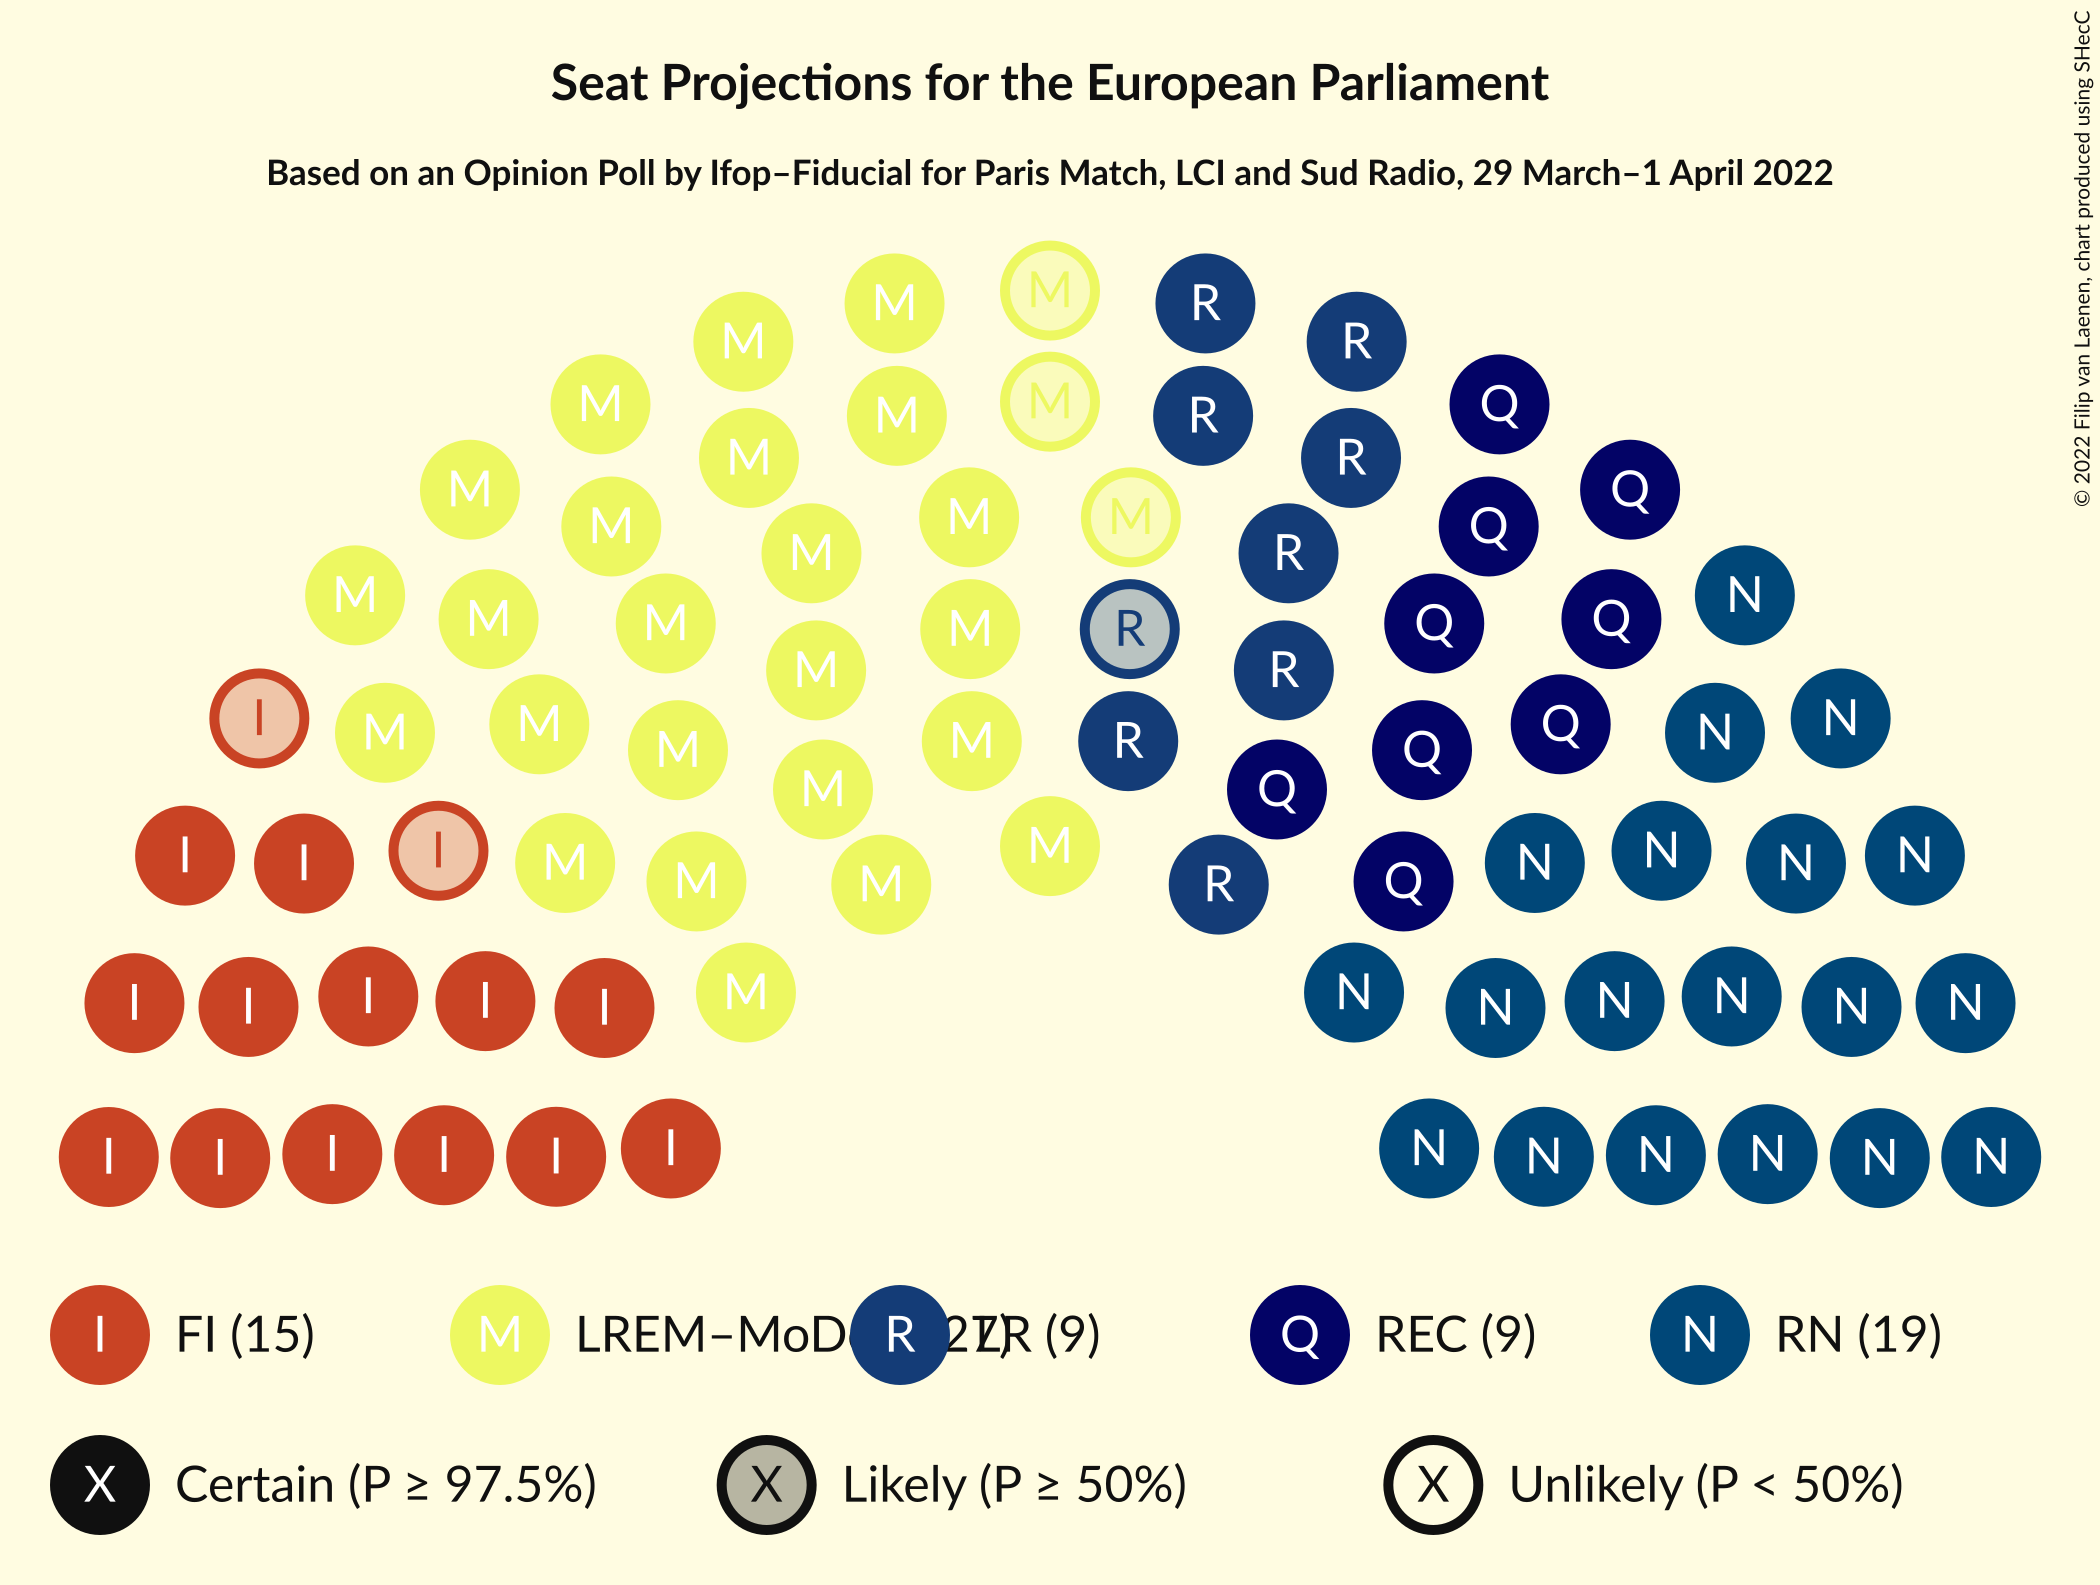 Seat Projections for the European Parliament
Based on an Opinion Poll by Ifop–Fiducial for Paris Match, LCI and Sud Radio, 29 March–1 April 2022
© 2022 Filip van Laenen, chart produced using SHecC
M M M R R
M M Q
M M R R
M M Q
M M M R Q
M M R Q
M M M R Q Q N
M M R
I M M M M R Q Q N N
M Q
I I I M M M M R Q N N N N
I I I I I M N N N N N N
I I I I I I N N N N N N
I FI (15) M LREM–MoD R LR (9) Q REC (9) N RN (19)
X Certain (P ≥ 97.5%) X Likely (P ≥ 50%) X Unlikely (P < 50%)